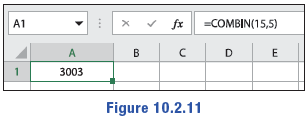 A1 fx =COMBIN(15,5)
A B C D E
1 3003
Figure 10.2.11